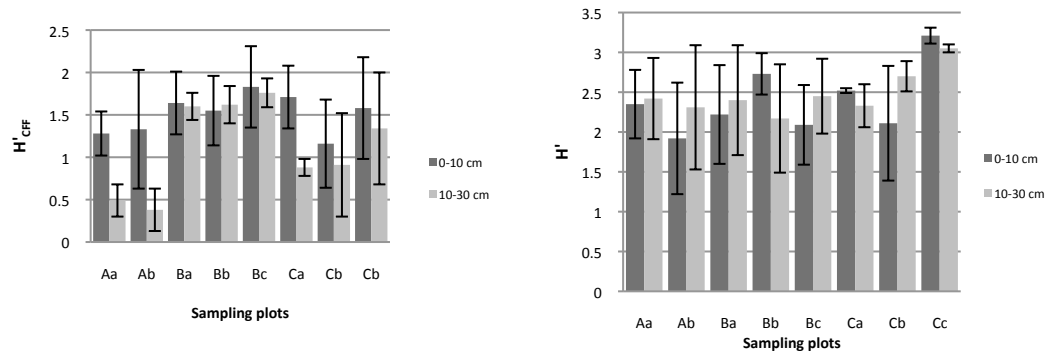 2.5
2
1.5
1
0.5
0
H'CFF
Aa Ab Ba Bb Bc Ca Cb Cb
Sampling plots
0-10 cm
10-30 cm
3.5
3
2.5
2
1.5
1
0.5
0
H'
Aa Ab Ba Bb Bc Ca Cb Cc
Sampling plots
0-10 cm
10-30 cm